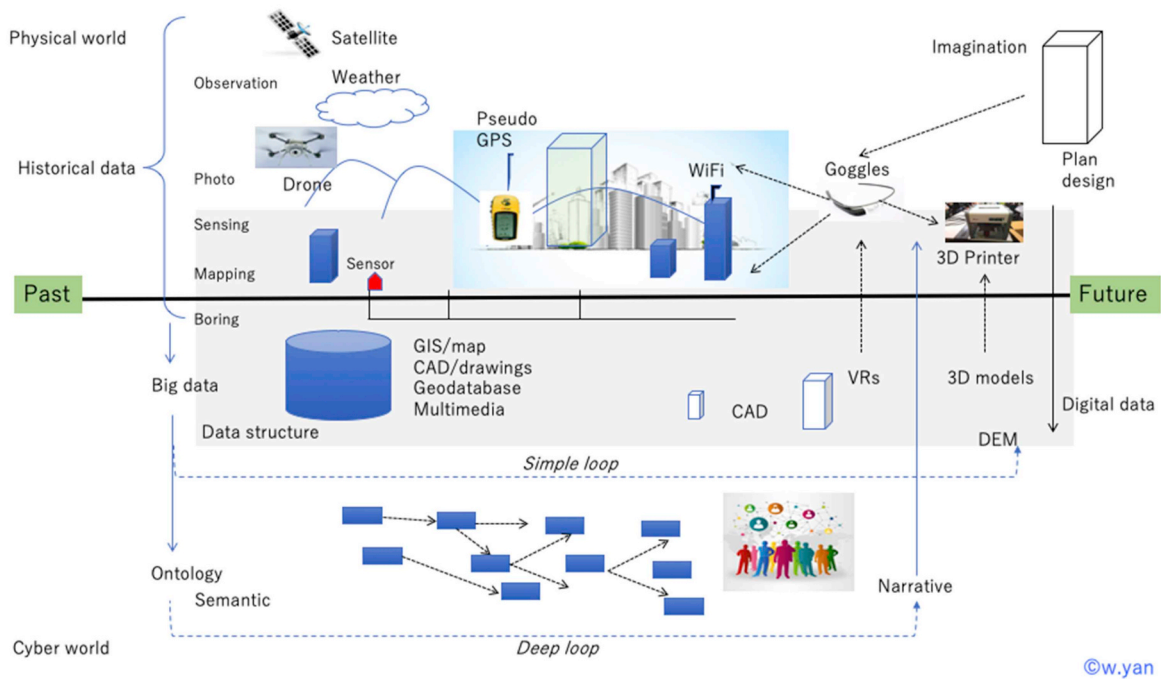 Physical world
Satellite
Imagination
Observation
Weather
Pseudo
GPS
Historical data
Photo
Drone
WiFi
Goggles
Plan
design
Sensing
Mapping
Sensor
3D Printer
Past
Future
Boring
GIS/map
CAD/drawings
Geodatabase
Multimedia
Big data
VRs
3D models
CAD
Digital data
Data structure
DEM
Simple loop
Ontology
Semantic
Narrative
Cyber world
Deep loop
©w.yan